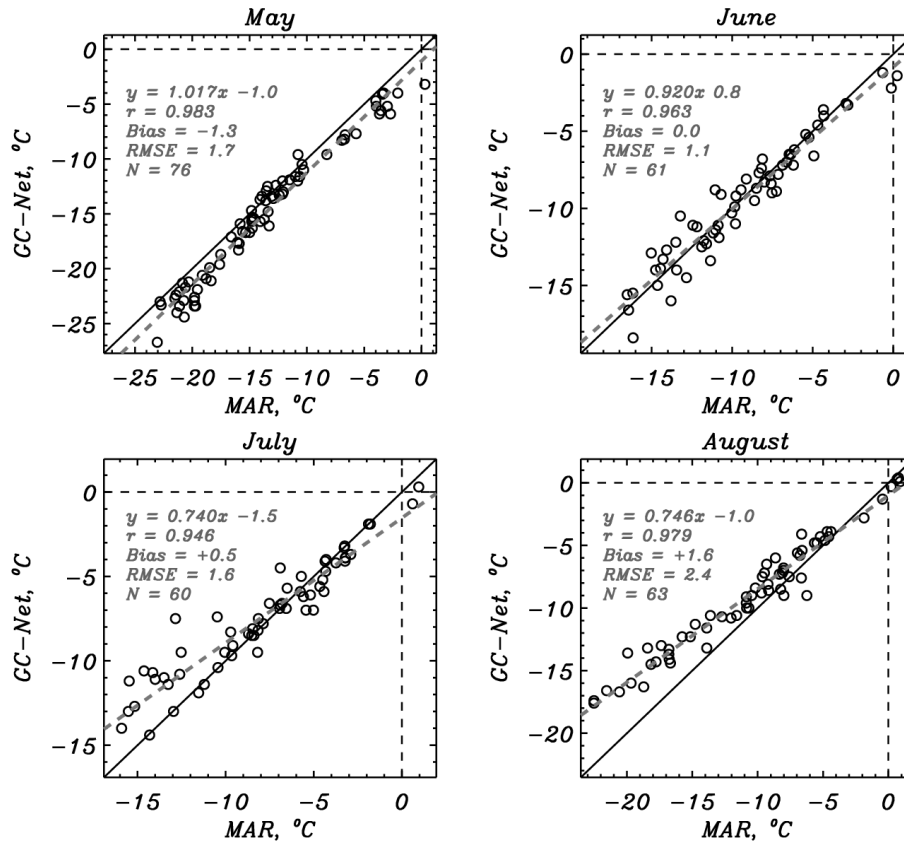 May
GC-Net, °C
0
-5
-10
-15
-20
-25
y = 1.017x -1.0
r = 0.983
Bias = -1.3
RMSE = 1.7
N = 76
-25 -20 -15 -10 -5 0
MAR, °C
June
GC-Net, °C
0
-5
-10
-15
y = 0.920x 0.8
r = 0.963
Bias = 0.0
RMSE = 1.1
N = 61
-15 -10 -5 0
MAR, °C
July
GC-Net, °C
0
-5
-10
-15
y = 0.740x -1.5
r = 0.946
Bias = +0.5
RMSE = 1.6
N = 60
-15 -10 -5 0
MAR, °C
August
GC-Net, °C
0
-5
-10
-15
-20
y = 0.746x -1.0
r = 0.979
Bias = +1.6
RMSE = 2.4
N = 63
-20 -15 -10 -5 0
MAR, °C